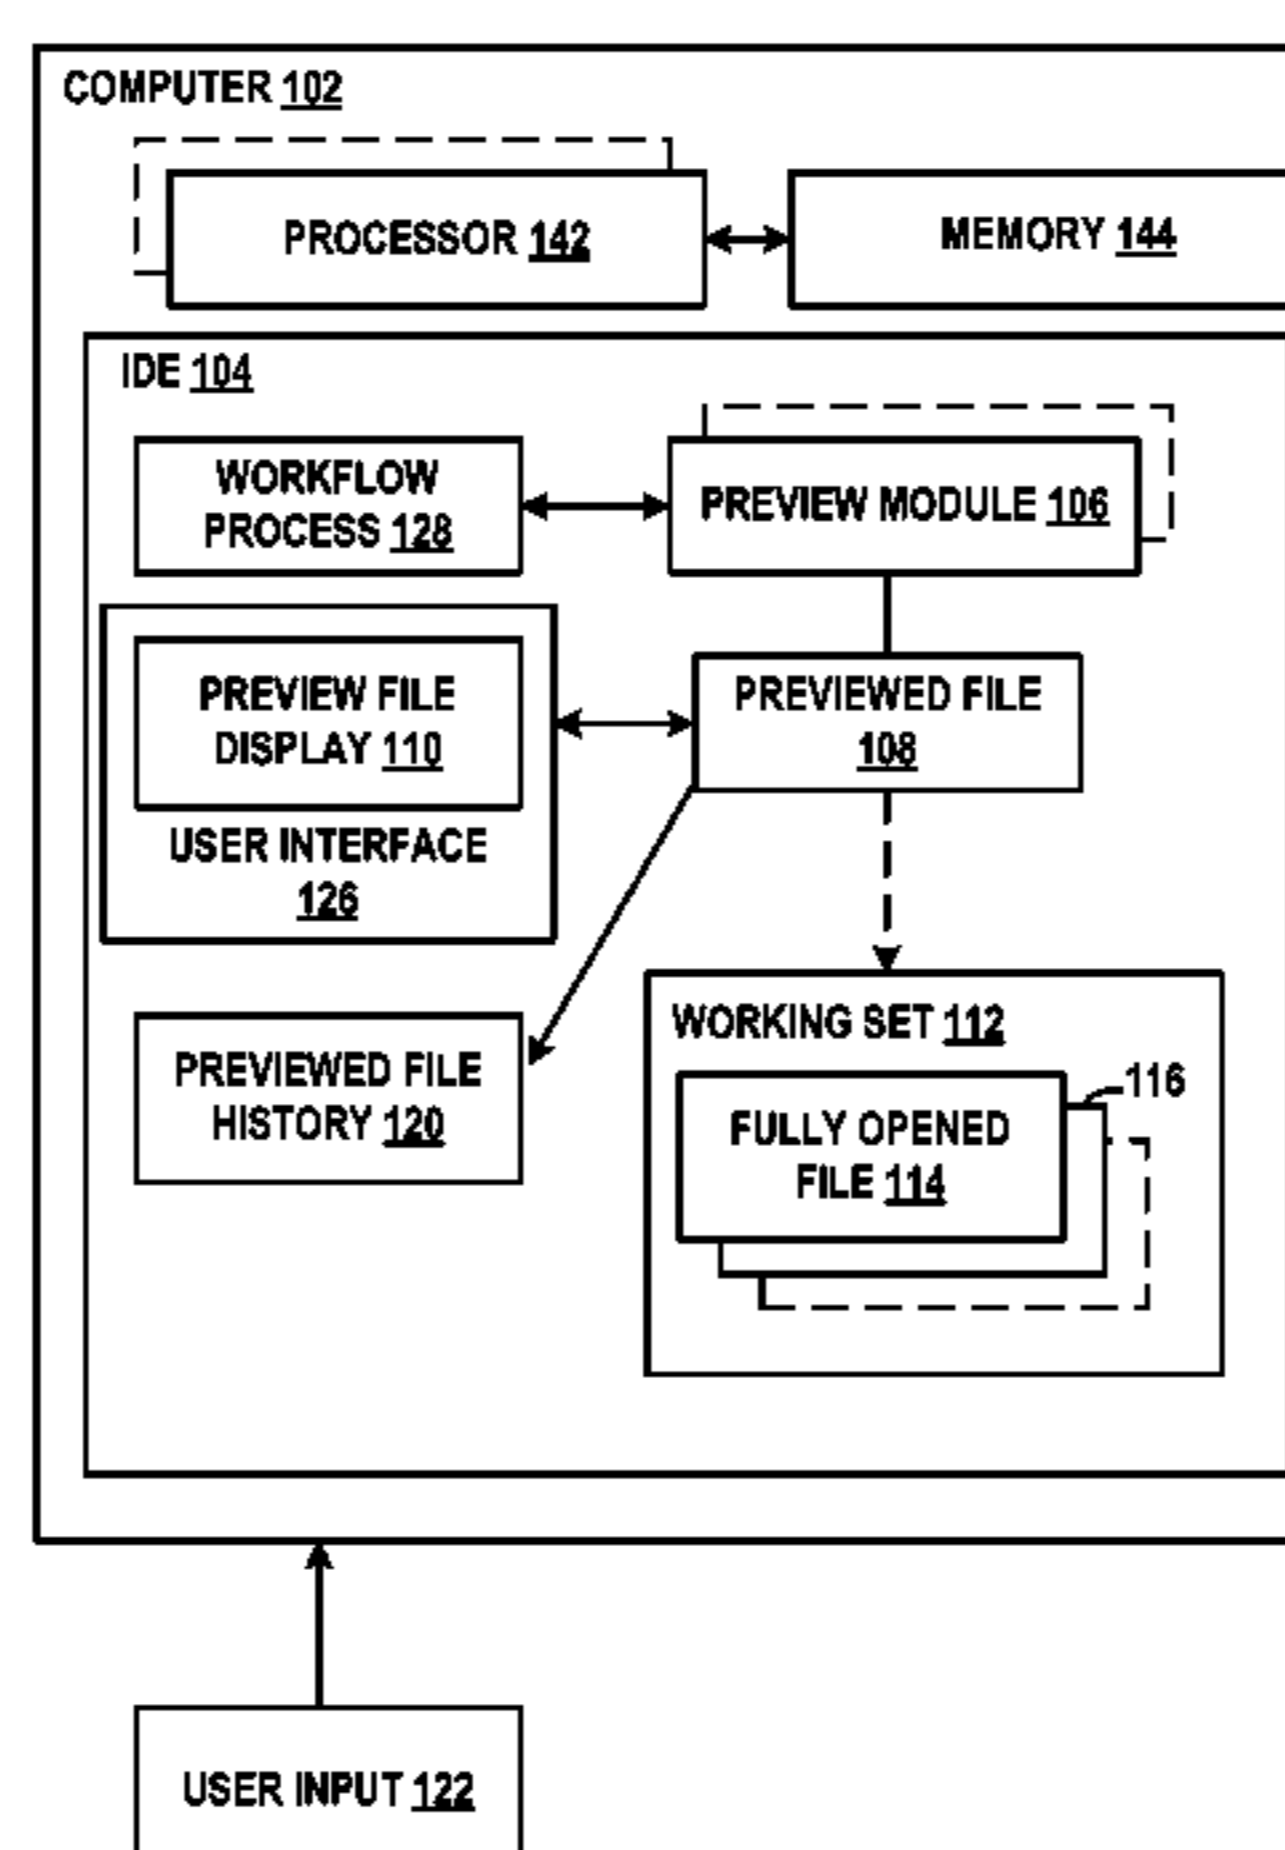 COMPUTER 102
PROCESSOR 142
MEMORY 144
IDE 104
WORKFLOW
PROCESS 128
PREVIEW MODULE 106
PREVIEW FILE
DISPLAY 110
USER INTERFACE
126
PREVIEWED FILE
108
PREVIEWED FILE
HISTORY 120
WORKING SET 112
116
FULLY OPENED
FILE 114
USER INPUT 122